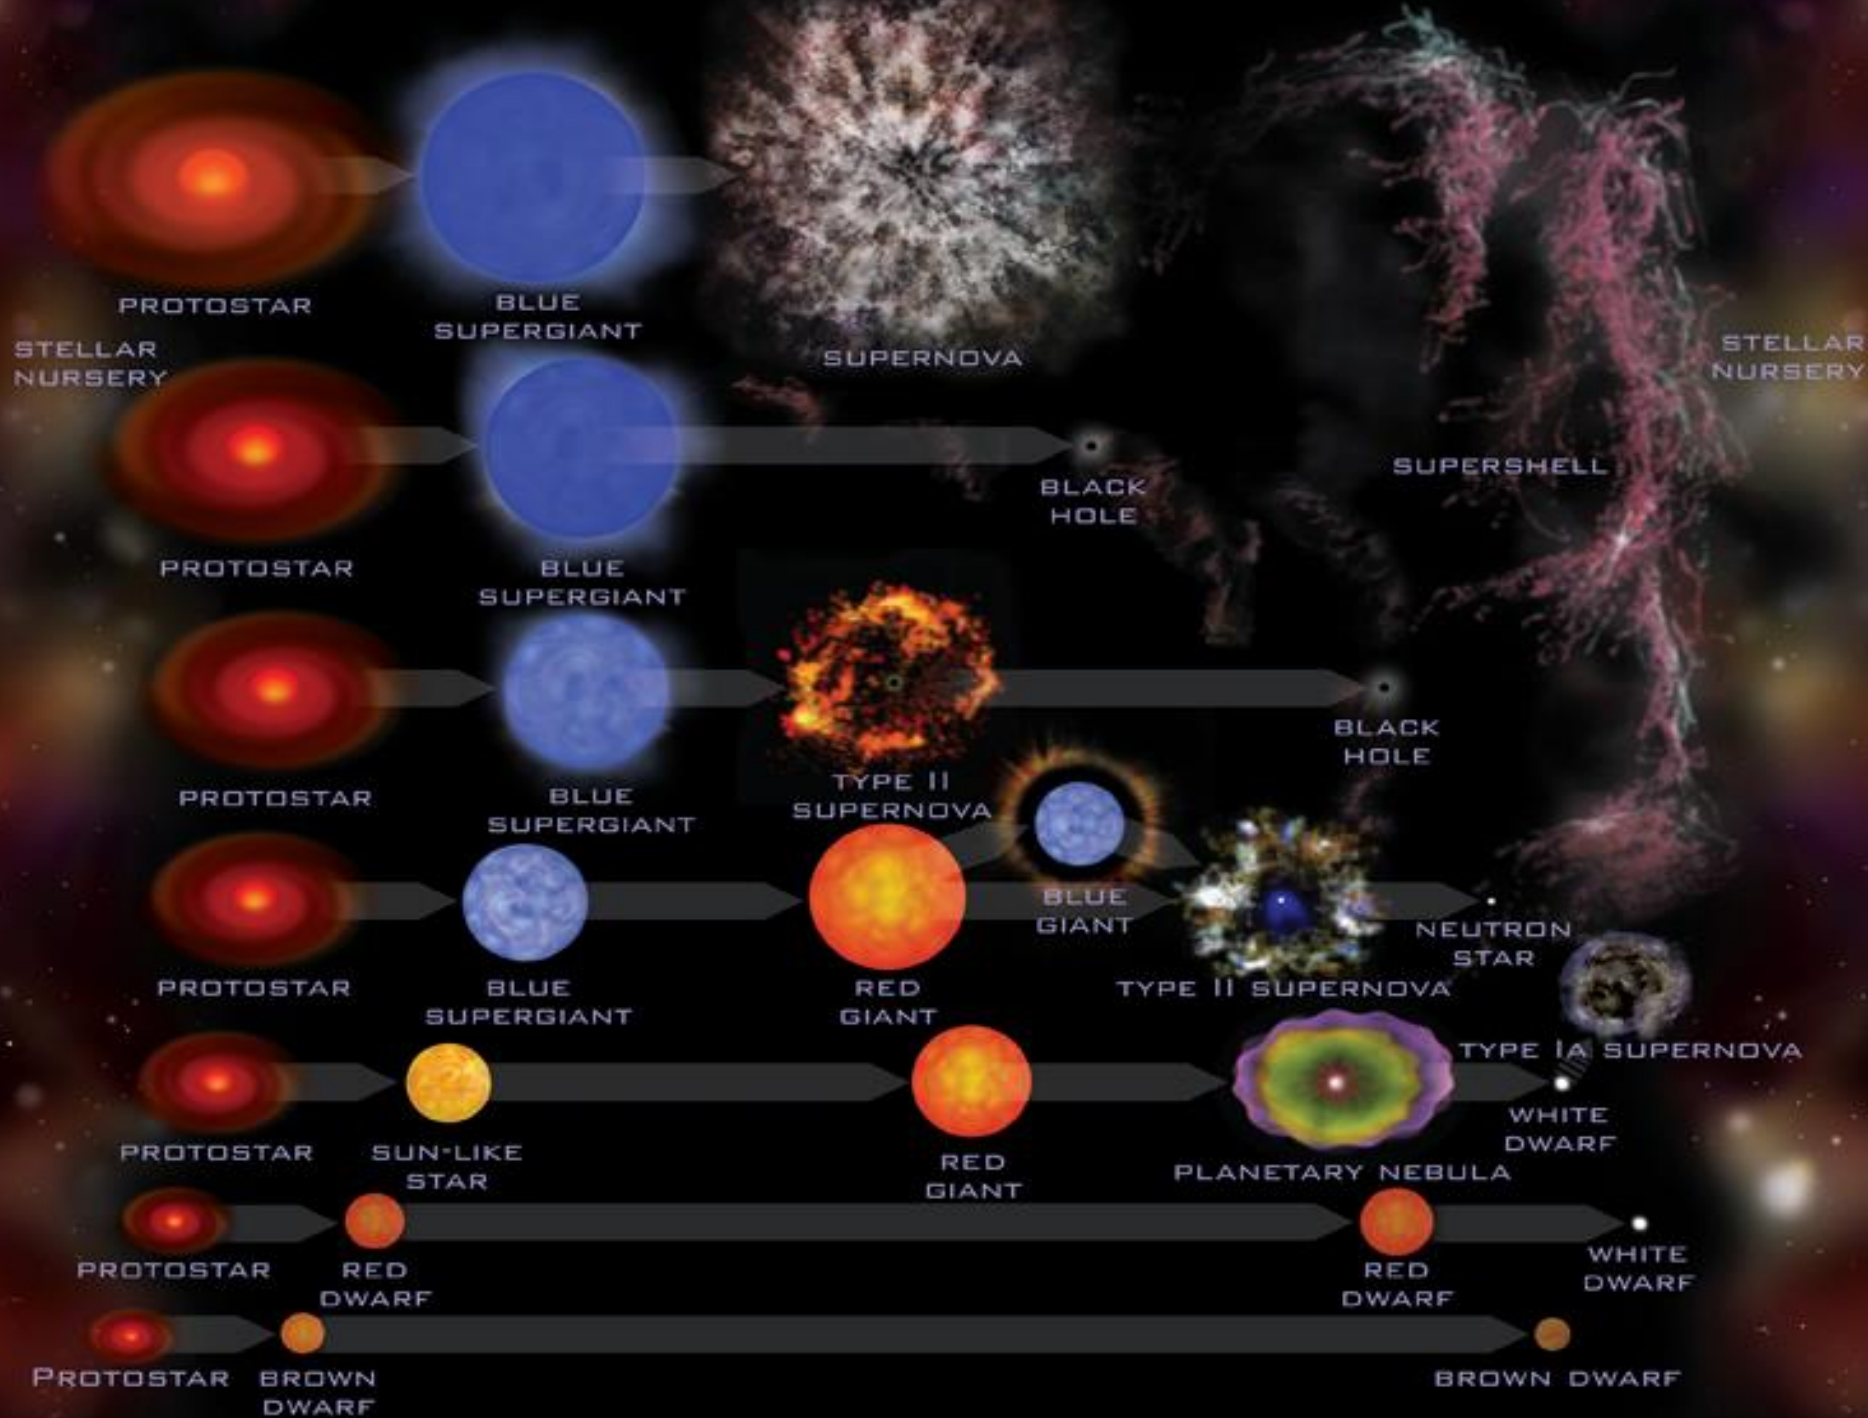 PROTOSTAR
BLUE
SUPERGIANT
SUPERNOVA
STELLAR
NURSERY
STELLAR
NURSERY
SUPERSHELL
BLACK
HOLE
PROTOSTAR
BLUE
SUPERGIANT
BLACK
HOLE
PROTOSTAR
BLUE
SUPERGIANT
TYPE II
SUPERNOVA
BLUE
GIANT
NEUTRON
STAR
PROTOSTAR
BLUE
SUPERGIANT
RED
GIANT
TYPE II SUPERNOVA
TYPE IA SUPERNOVA
WHITE
DWARF
PROTOSTAR
SUN-LIKE
STAR
RED
GIANT
PLANETARY NEBULA
PROTOSTAR
RED
DWARF
RED
DWARF
WHITE
DWARF
PROTOSTAR
BROWN
DWARF
BROWN DWARF